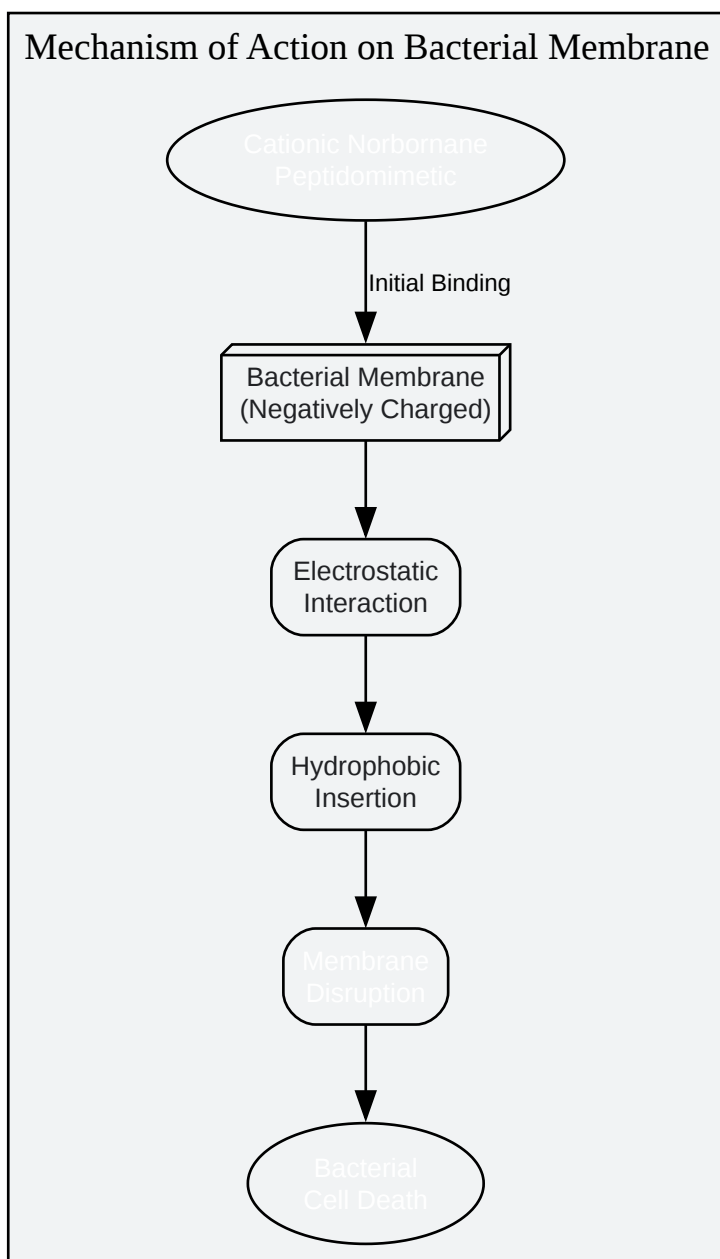 Mechanism of Action on Bacterial Membrane
Cationic Norbornane
Peptidomimetic
Initial Binding
Bacterial Membrane
(Negatively Charged)
Electrostatic
Interaction
Hydrophobic
Insertion
Membrane
Disruption
Bacterial
Cell Death